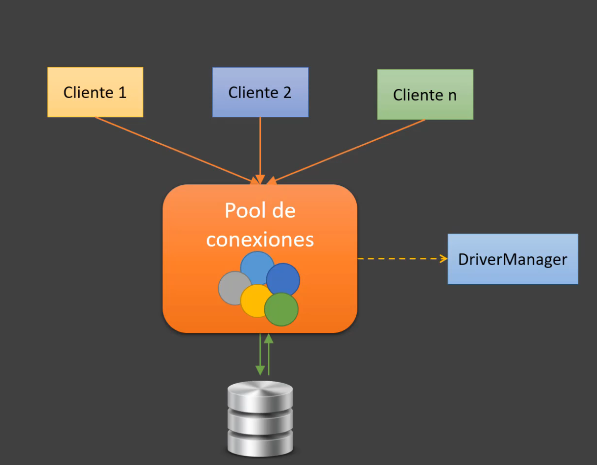 Cliente 1
Cliente 2
Cliente n
Pool de
conexiones
DriverManager